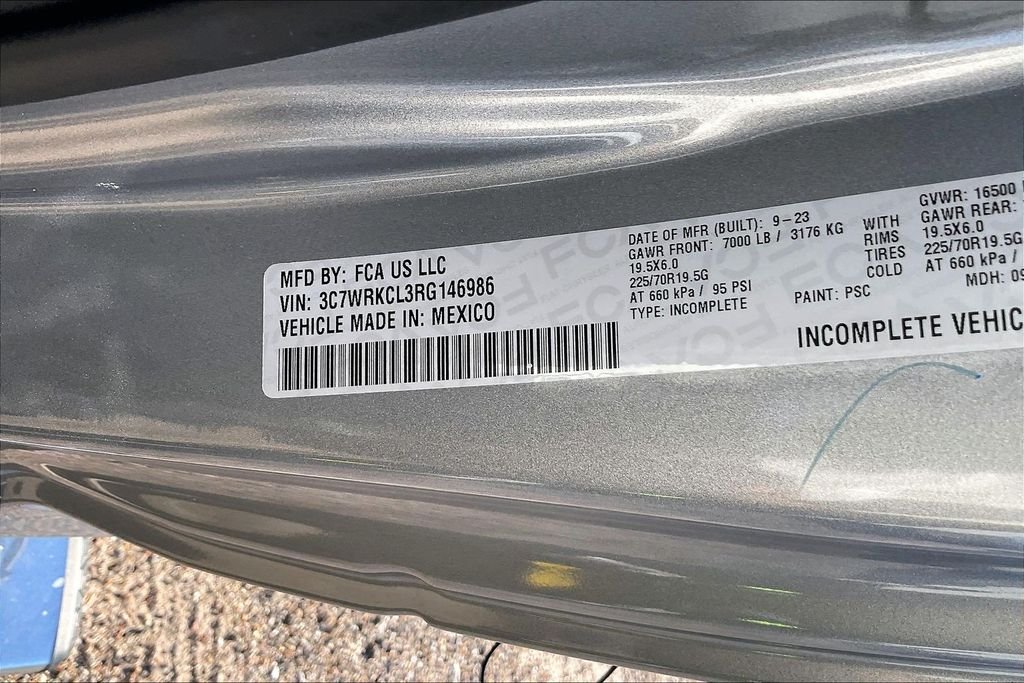 MFD BY: FCA US LLC
VIN: 3C7WRKCL3RG146986
VEHICLE MADE IN: MEXICO
DATE OF MFR (BUILT): 9-23
GAWR FRONT: 7000 LB / 3176 KG
19.5X6.0
225/70R19.5G
AT 660 kPa / 95 PSI
TYPE: INCOMPLETE
WITH
RIMS
TIRES
COLD
PAINT: PSC
GVWR: 16500
GAWR REAR:
19.5X6.0
225/70R19.5G
AT 660 kPa /
MDH: 09
INCOMPLETE VEHIC